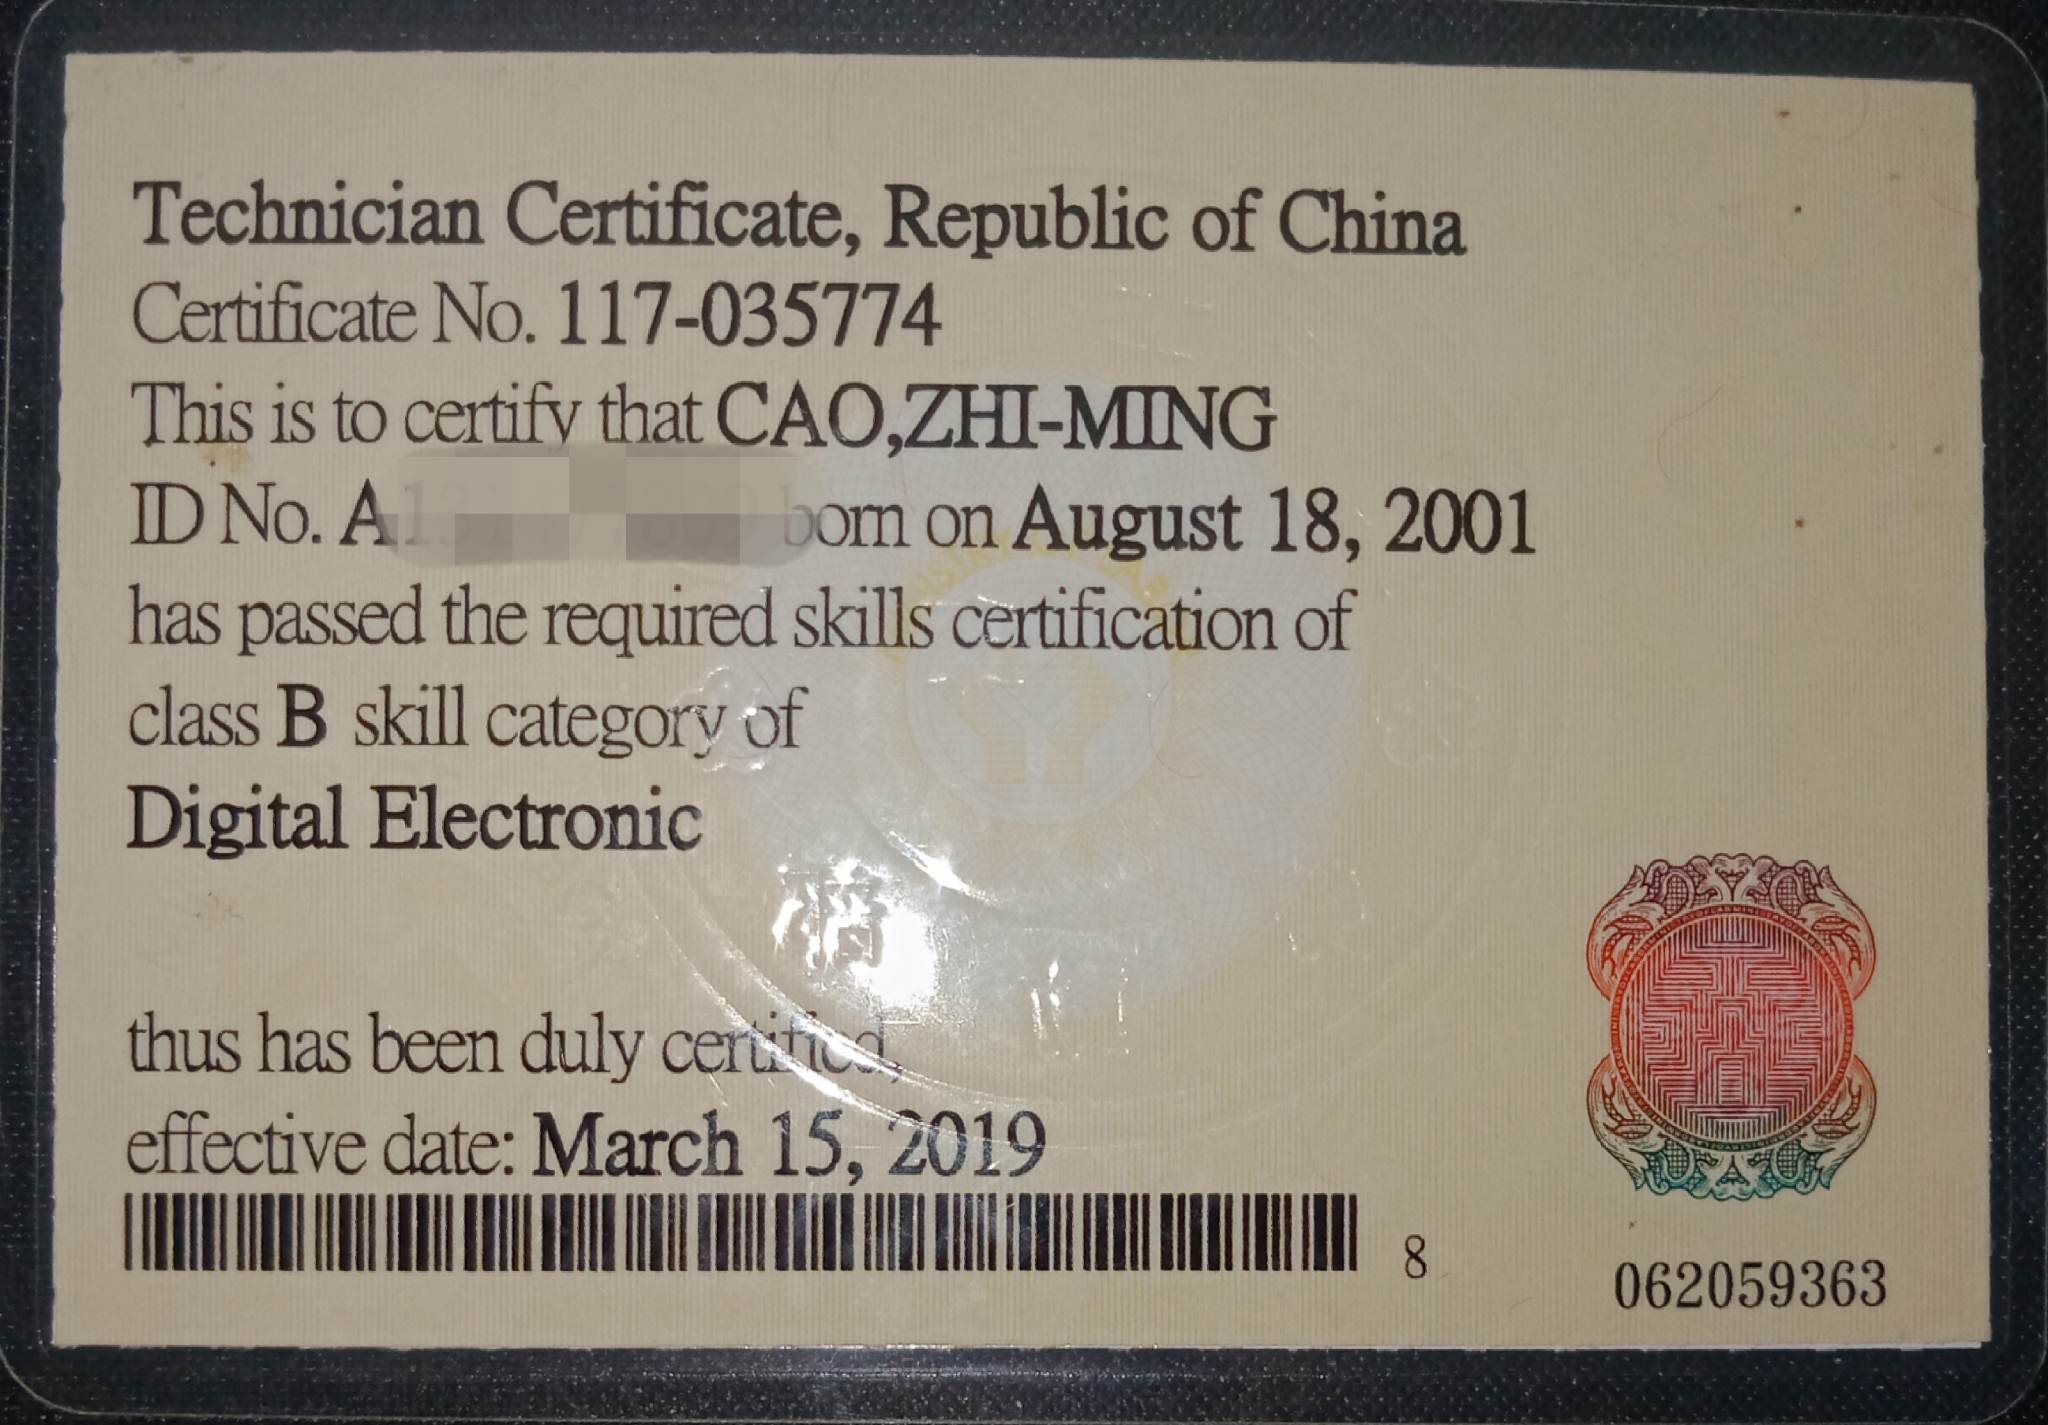 Technician Certificate, Republic of China
Certificate No. 117-035774
This is to certify that CAO,ZHI-MING
ID No. A born on August 18, 2001
has passed the required skills certification of
class B skill category of
Digital Electronic
thus has been duly certified,
effective date: March 15, 2019
8
062059363